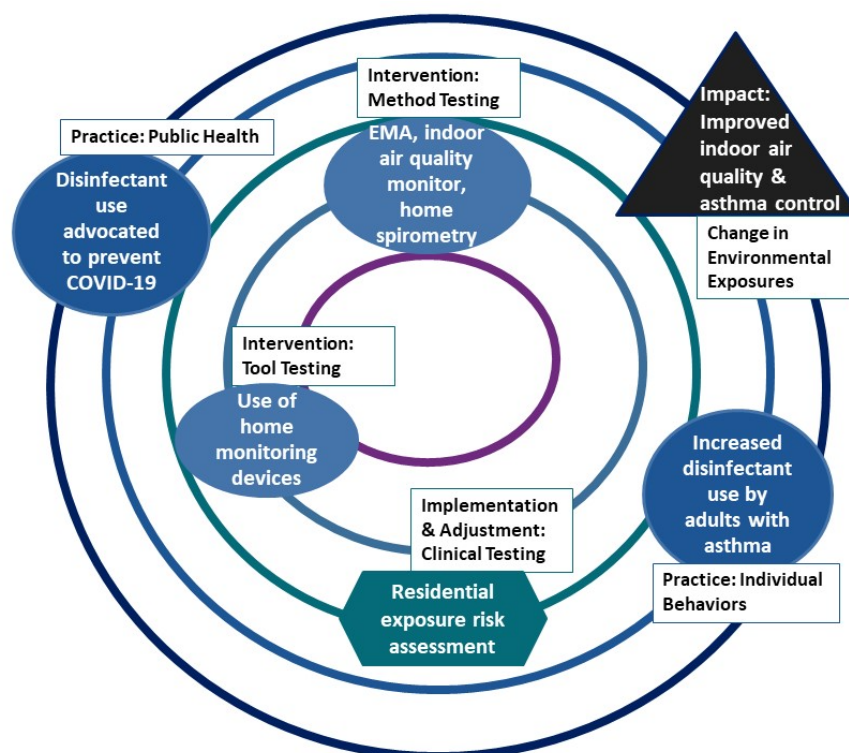 Intervention:
Method Testing
Impact:
Improved
indoor air
quality &
asthma control
Practice: Public Health
EMA, indoor
air quality
monitor,
home
spirometry
Disinfectant
use
advocated
to prevent
COVID-19
Change in
Environmental
Exposures
Intervention:
Tool Testing
Use of
home
monitoring
devices
Increased
disinfectant
use by
adults with
asthma
Implementation
& Adjustment:
Clinical Testing
Practice: Individual
Behaviors
Residential
exposure risk
assessment